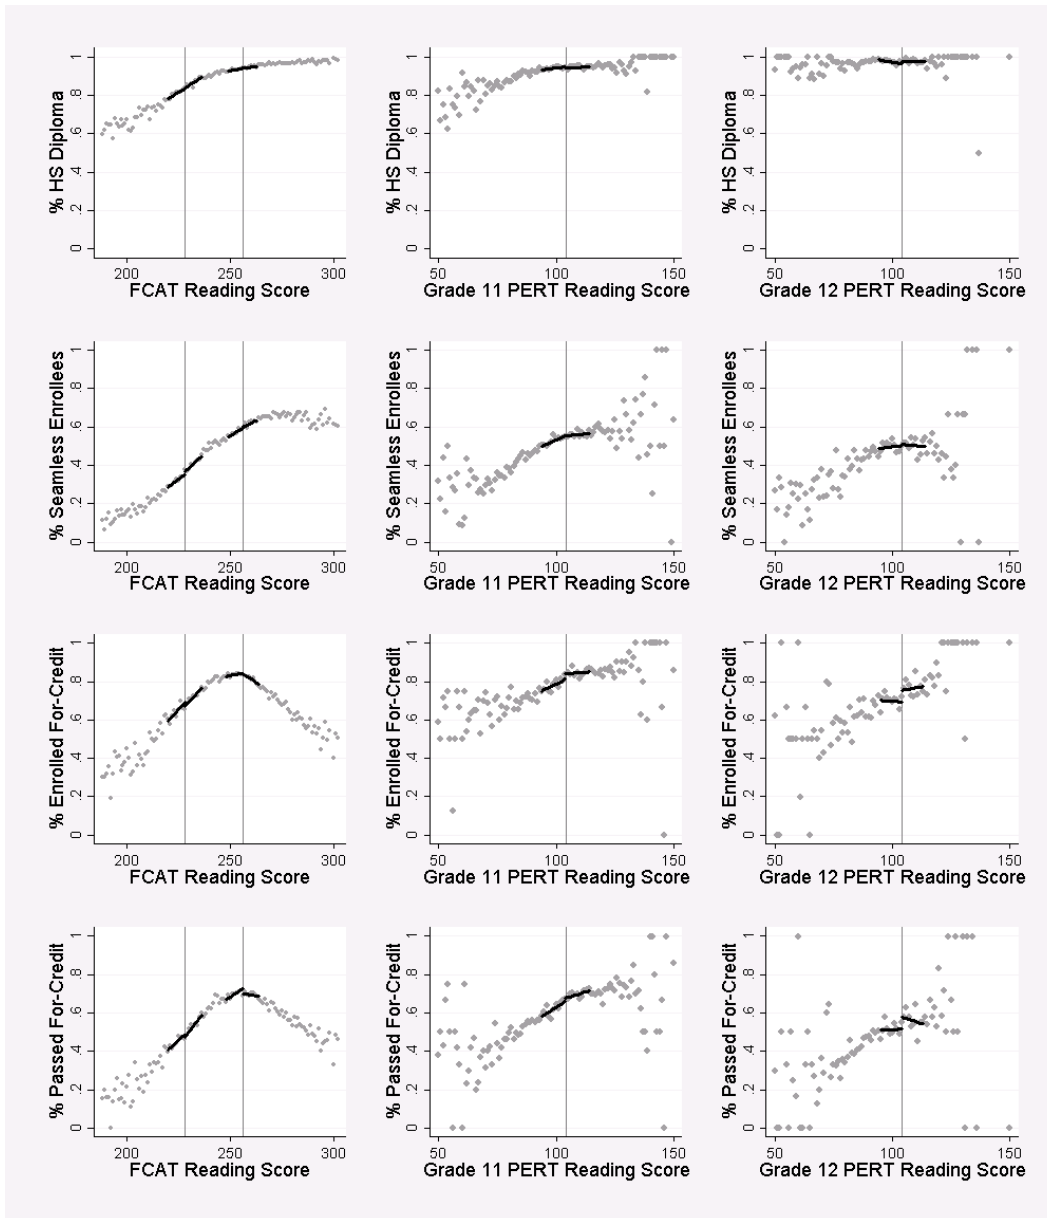 % HS Diploma
1
.8
.6
.4
.2
0
200 250 300
FCAT Reading Score
% HS Diploma
1
.8
.6
.4
.2
0
50 100 150
Grade 11 PERT Reading Score
% HS Diploma
1
.8
.6
.4
.2
0
50 100 150
Grade 12 PERT Reading Score
% Seamless Enrollees
1
.8
.6
.4
.2
0
200 250 300
FCAT Reading Score
% Seamless Enrollees
1
.8
.6
.4
.2
0
50 100 150
Grade 11 PERT Reading Score
% Seamless Enrollees
1
.8
.6
.4
.2
0
50 100 150
Grade 12 PERT Reading Score
% Enrolled For-Credit
1
.8
.6
.4
.2
0
200 250 300
FCAT Reading Score
% Enrolled For-Credit
1
.8
.6
.4
.2
0
50 100 150
Grade 11 PERT Reading Score
% Enrolled For-Credit
1
.8
.6
.4
.2
0
50 100 150
Grade 12 PERT Reading Score
% Passed For-Credit
1
.8
.6
.4
.2
0
200 250 300
FCAT Reading Score
% Passed For-Credit
1
.8
.6
.4
.2
0
50 100 150
Grade 11 PERT Reading Score
% Passed For-Credit
1
.8
.6
.4
.2
0
50 100 150
Grade 12 PERT Reading Score